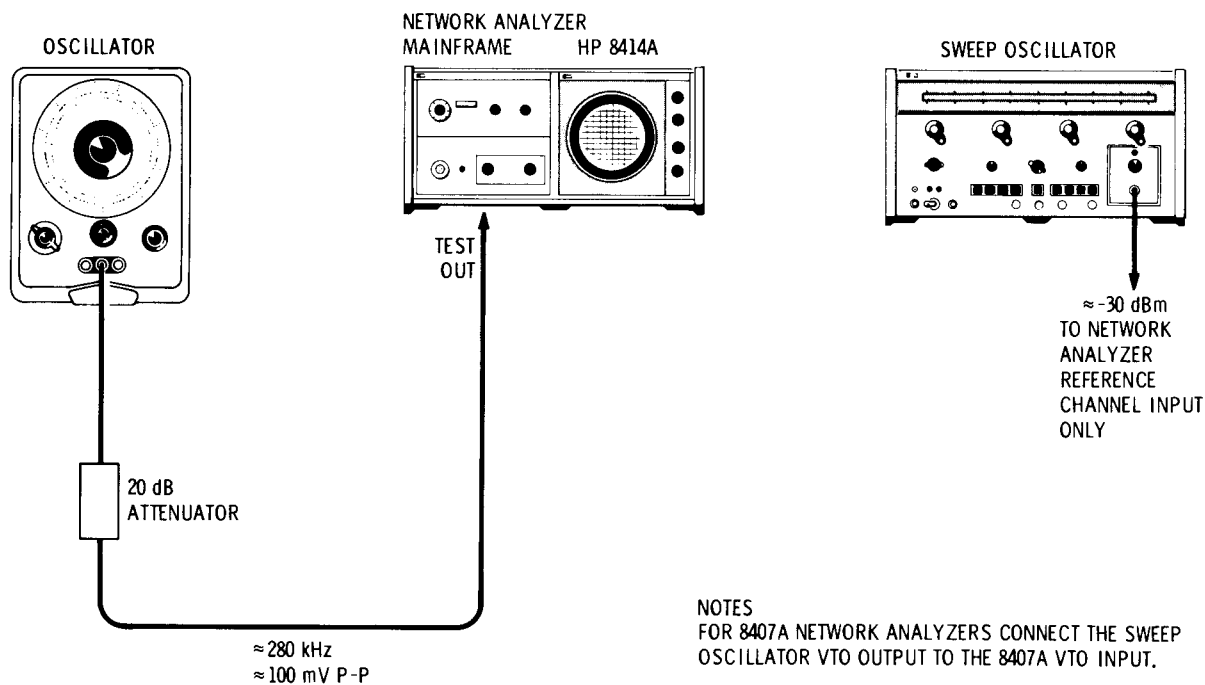 OSCILLATOR
NETWORK ANALYZER
MAINFRAME HP 8414A
SWEEP OSCILLATOR
TEST
OUT
≈-30 dBm
TO NETWORK
ANALYZER
REFERENCE
CHANNEL INPUT
ONLY
20 dB
ATTENUATOR
≈280 kHz
≈100 mV P-P
NOTES
FOR 8407A NETWORK ANALYZERS CONNECT THE SWEEP
OSCILLATOR VTO OUTPUT TO THE 8407A VTO INPUT.